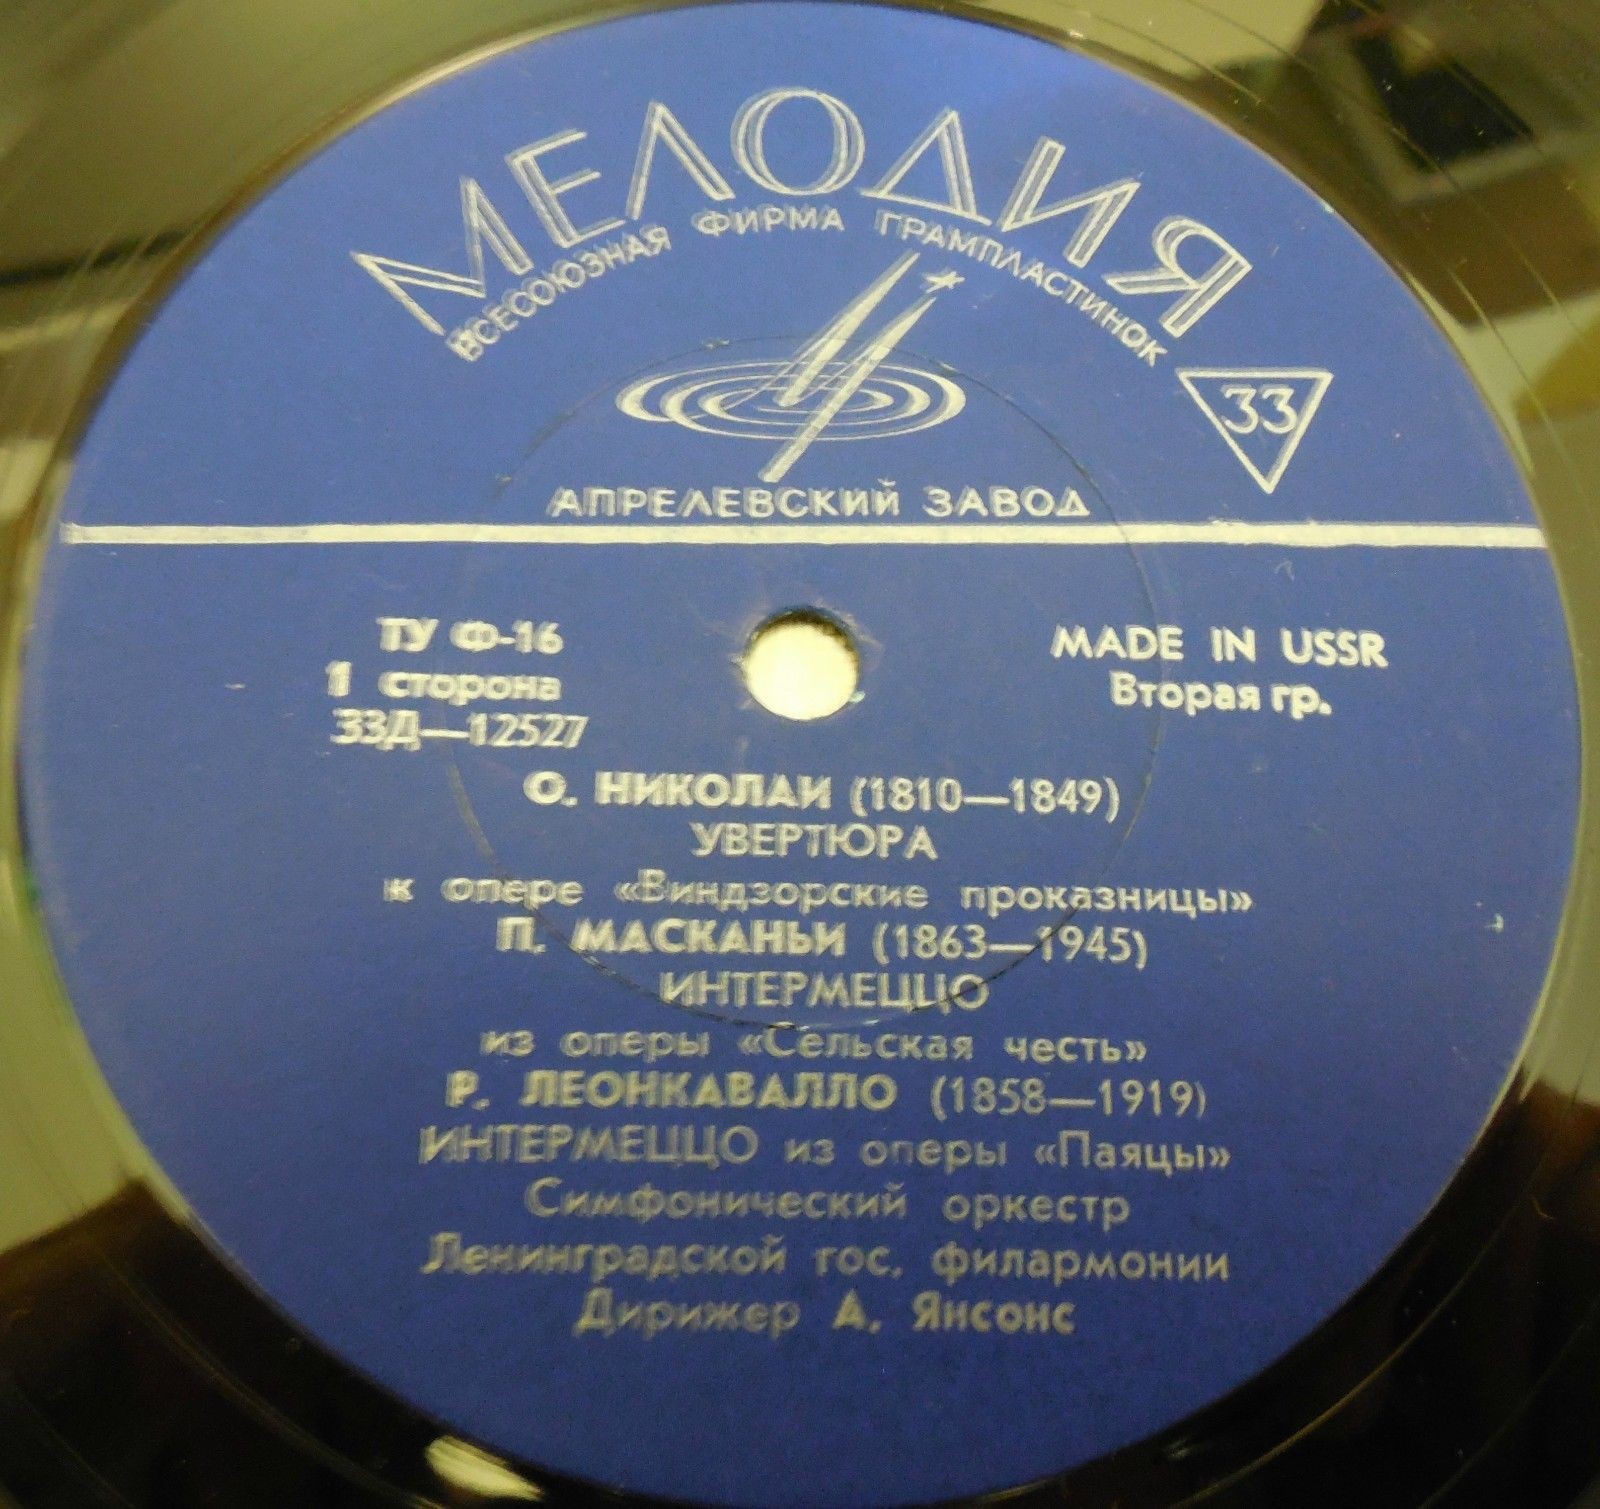 МЕЛОДИЯ
ВСЕСОЮЗНАЯ ФИРМА ГРАМПЛАСТИНОК
33
АПРЕЛЕВСКИЙ ЗАВОД
ТУ Ф-16
1 сторона
33Д—12527
MADE IN USSR
Вторая гр.
О. НИКОЛАИ (1810—1849)
УВЕРТЮРА
к опере «Виндзорские проказницы»
П. МАСКАНЬИ (1863—1945)
ИНТЕРМЕЦЦО
из оперы «Сельская честь»
Р. ЛЕОНКАВАЛЛО (1858—1919)
ИНТЕРМЕЦЦО из оперы «Паяцы»
Симфонический оркестр
Ленинградской гос. филармонии
Дирижер А. Янсонс